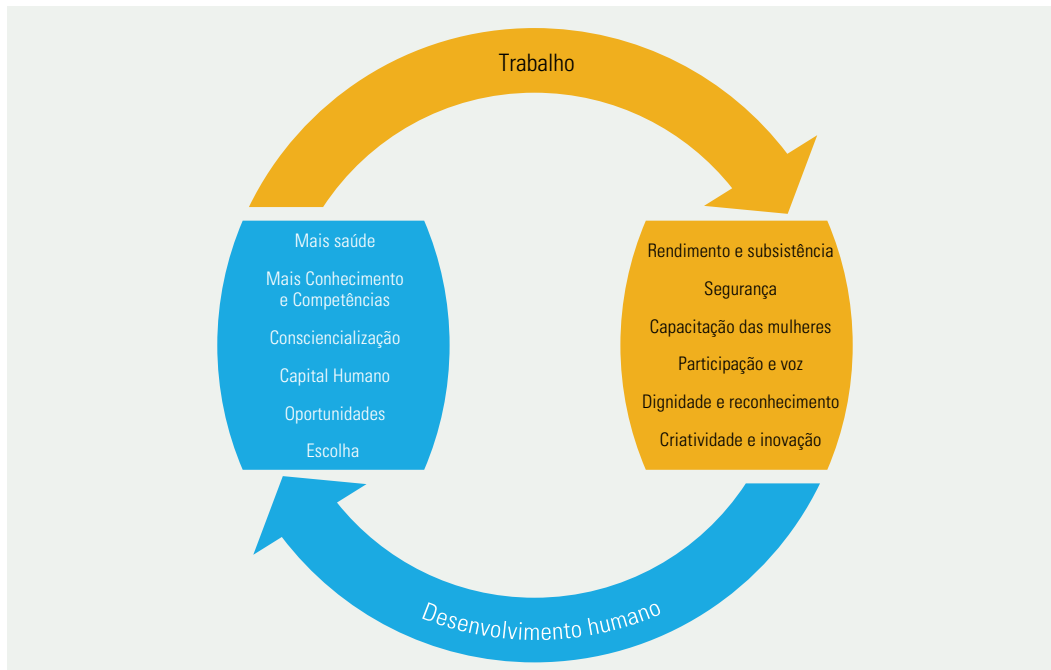 Trabalho
Mais saúde
Mais Conhecimento
e Competências
Consciencialização
Capital Humano
Oportunidades
Escolha
Rendimento e subsistência
Segurança
Capacitação das mulheres
Participação e voz
Dignidade e reconhecimento
Criatividade e inovação
Desenvolvimento humano